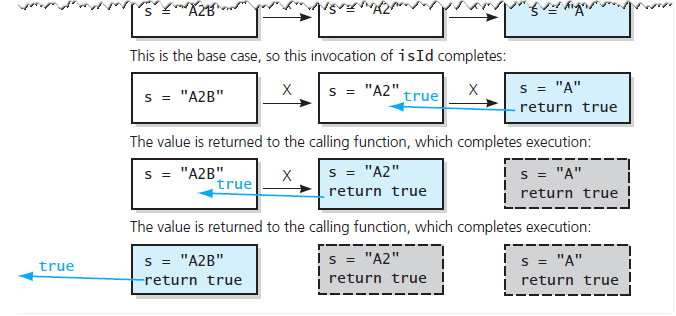 s = "A2B" s = "A2" s = "A"
This is the base case, so this invocation of isId completes:
s = "A2B" X s = "A2" true X s = "A"
return true
The value is returned to the calling function, which completes execution:
s = "A2B" true X s = "A2" s = "A"
return true return true
The value is returned to the calling function, which completes execution:
true s = "A2B" s = "A2" s = "A"
return true return true return true